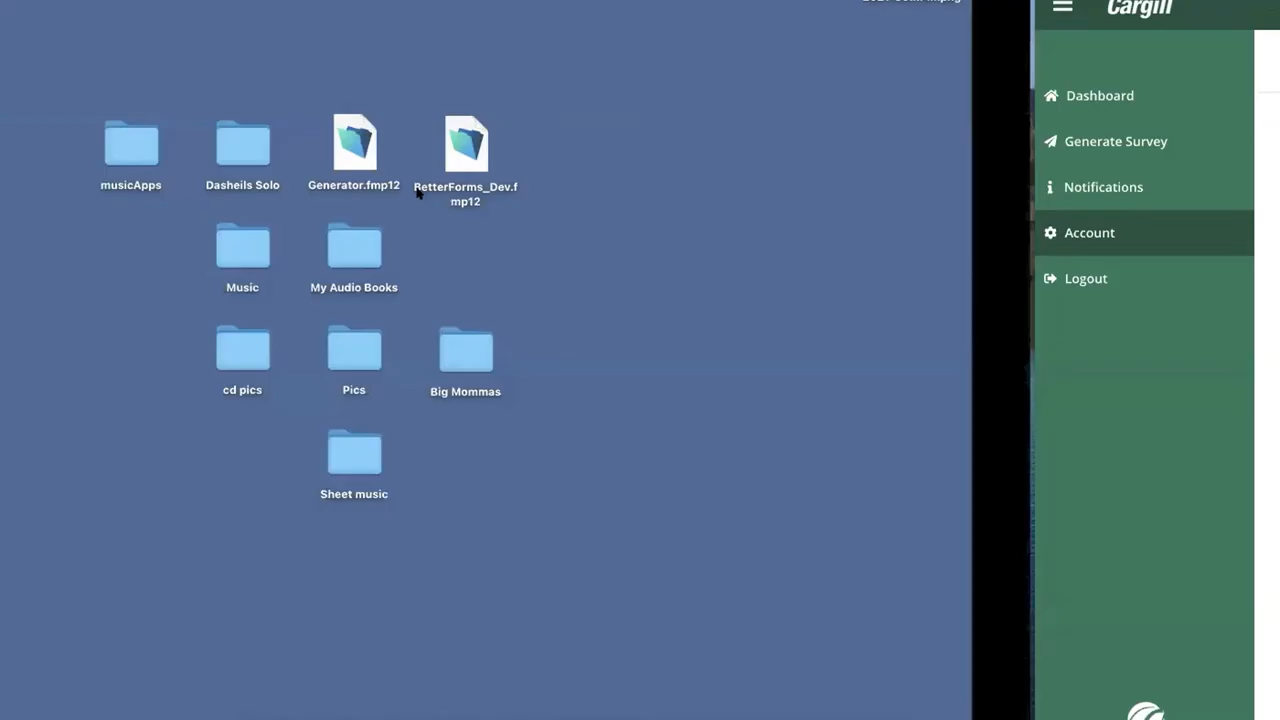 Cargill
musicApps
Dasheils Solo
Generator.fmp12
BetterForms_Dev.f
mp12
Music
My Audio Books
cd pics
Pics
Big Mommas
Sheet music
Dashboard
Generate Survey
Notifications
Account
Logout